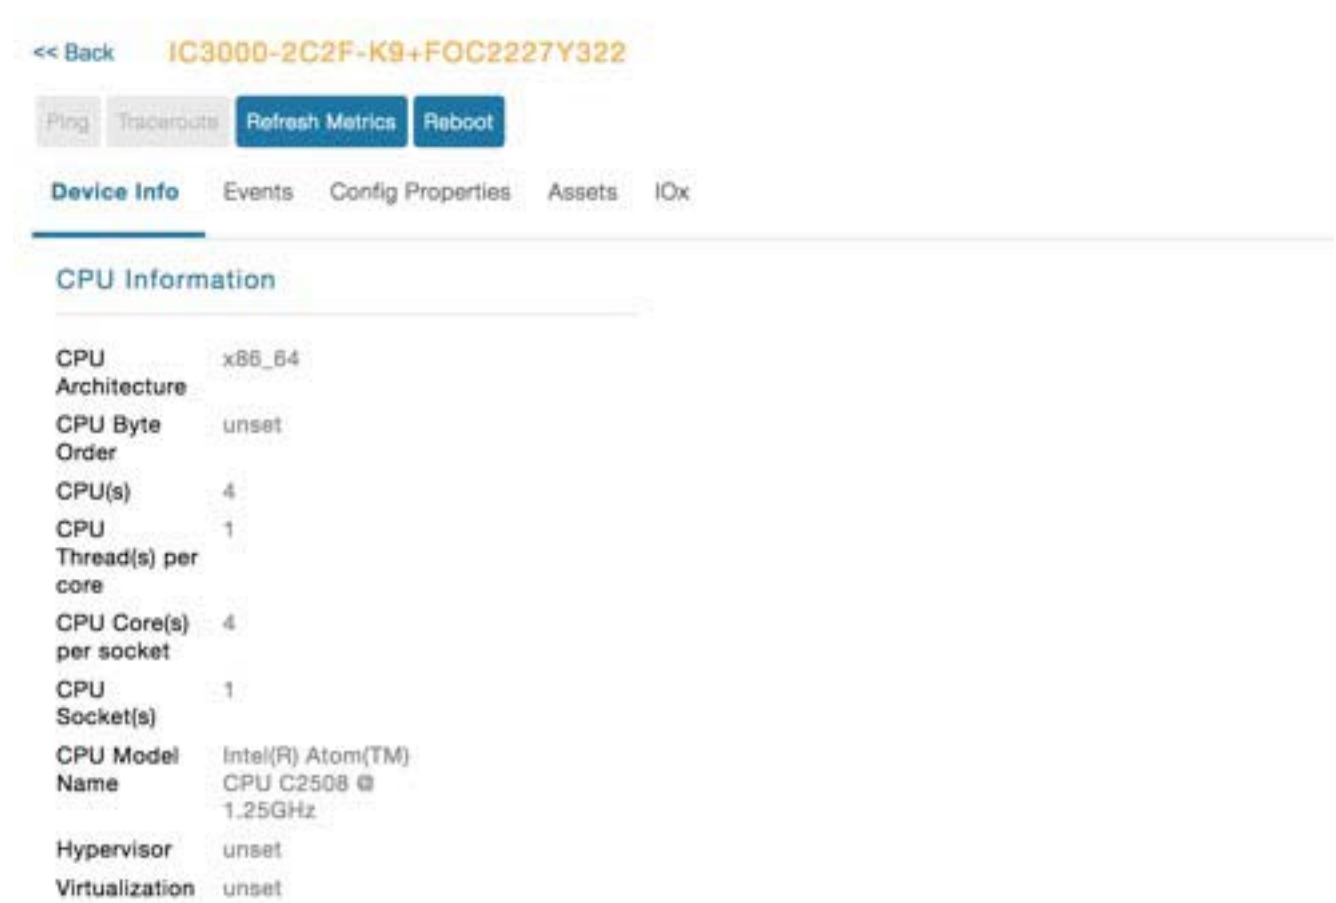 << Back IC3000-2C2F-K9+FOC2227Y322
Ping Traceroute Refresh Metrics Reboot
Device Info Events Config Properties Assets IOx
CPU Information
CPU Architecture x86_64
CPU Byte Order unset
CPU(s) 4
CPU Thread(s) per core 1
CPU Core(s) per socket 4
CPU Socket(s) 1
CPU Model Name Intel(R) Atom(TM) CPU C2508 @ 1.25GHz
Hypervisor unset
Virtualization unset